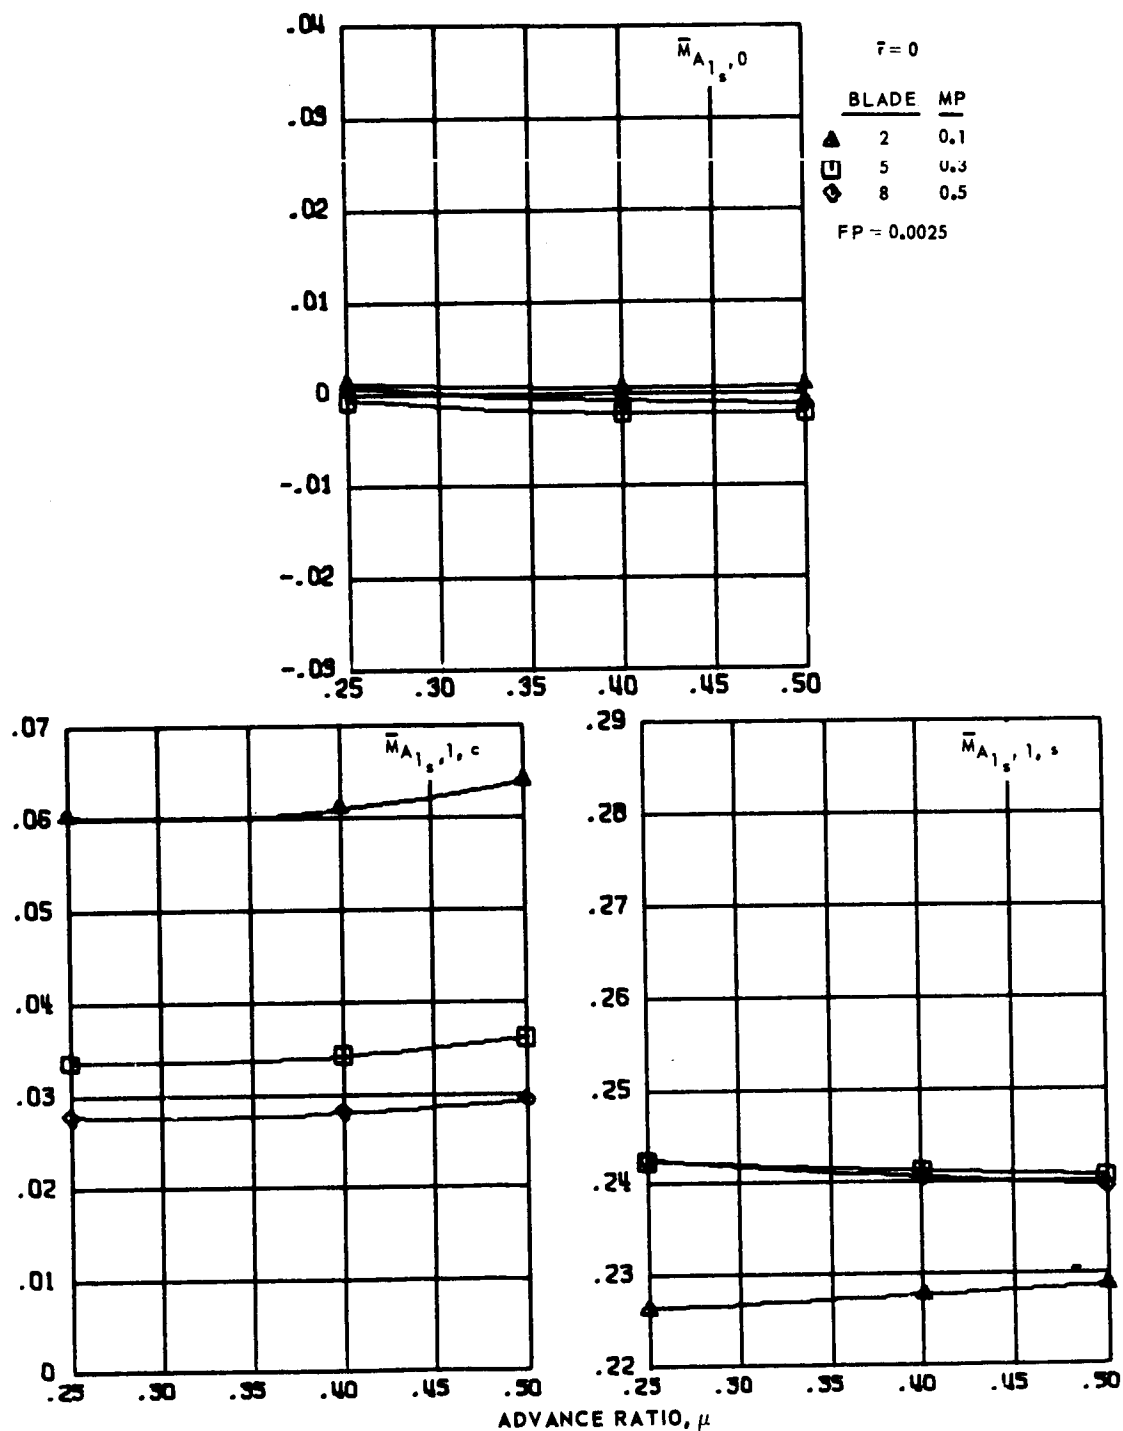 .04
.03
.02
.01
0
-.01
-.02
-.03
.25 .30 .35 .40 .45 .50
M̄A1s,0
r̄ = 0
BLADE MP
2 0.1
5 0.3
8 0.5
FP = 0.0025
.07
.06
.05
.04
.03
.02
.01
0
.25 .30 .35 .40 .45 .50
M̄A1s,1,c
.29
.28
.27
.26
.25
.24
.23
.22
.25 .30 .35 .40 .45 .50
M̄A1s,1,s
ADVANCE RATIO, μ